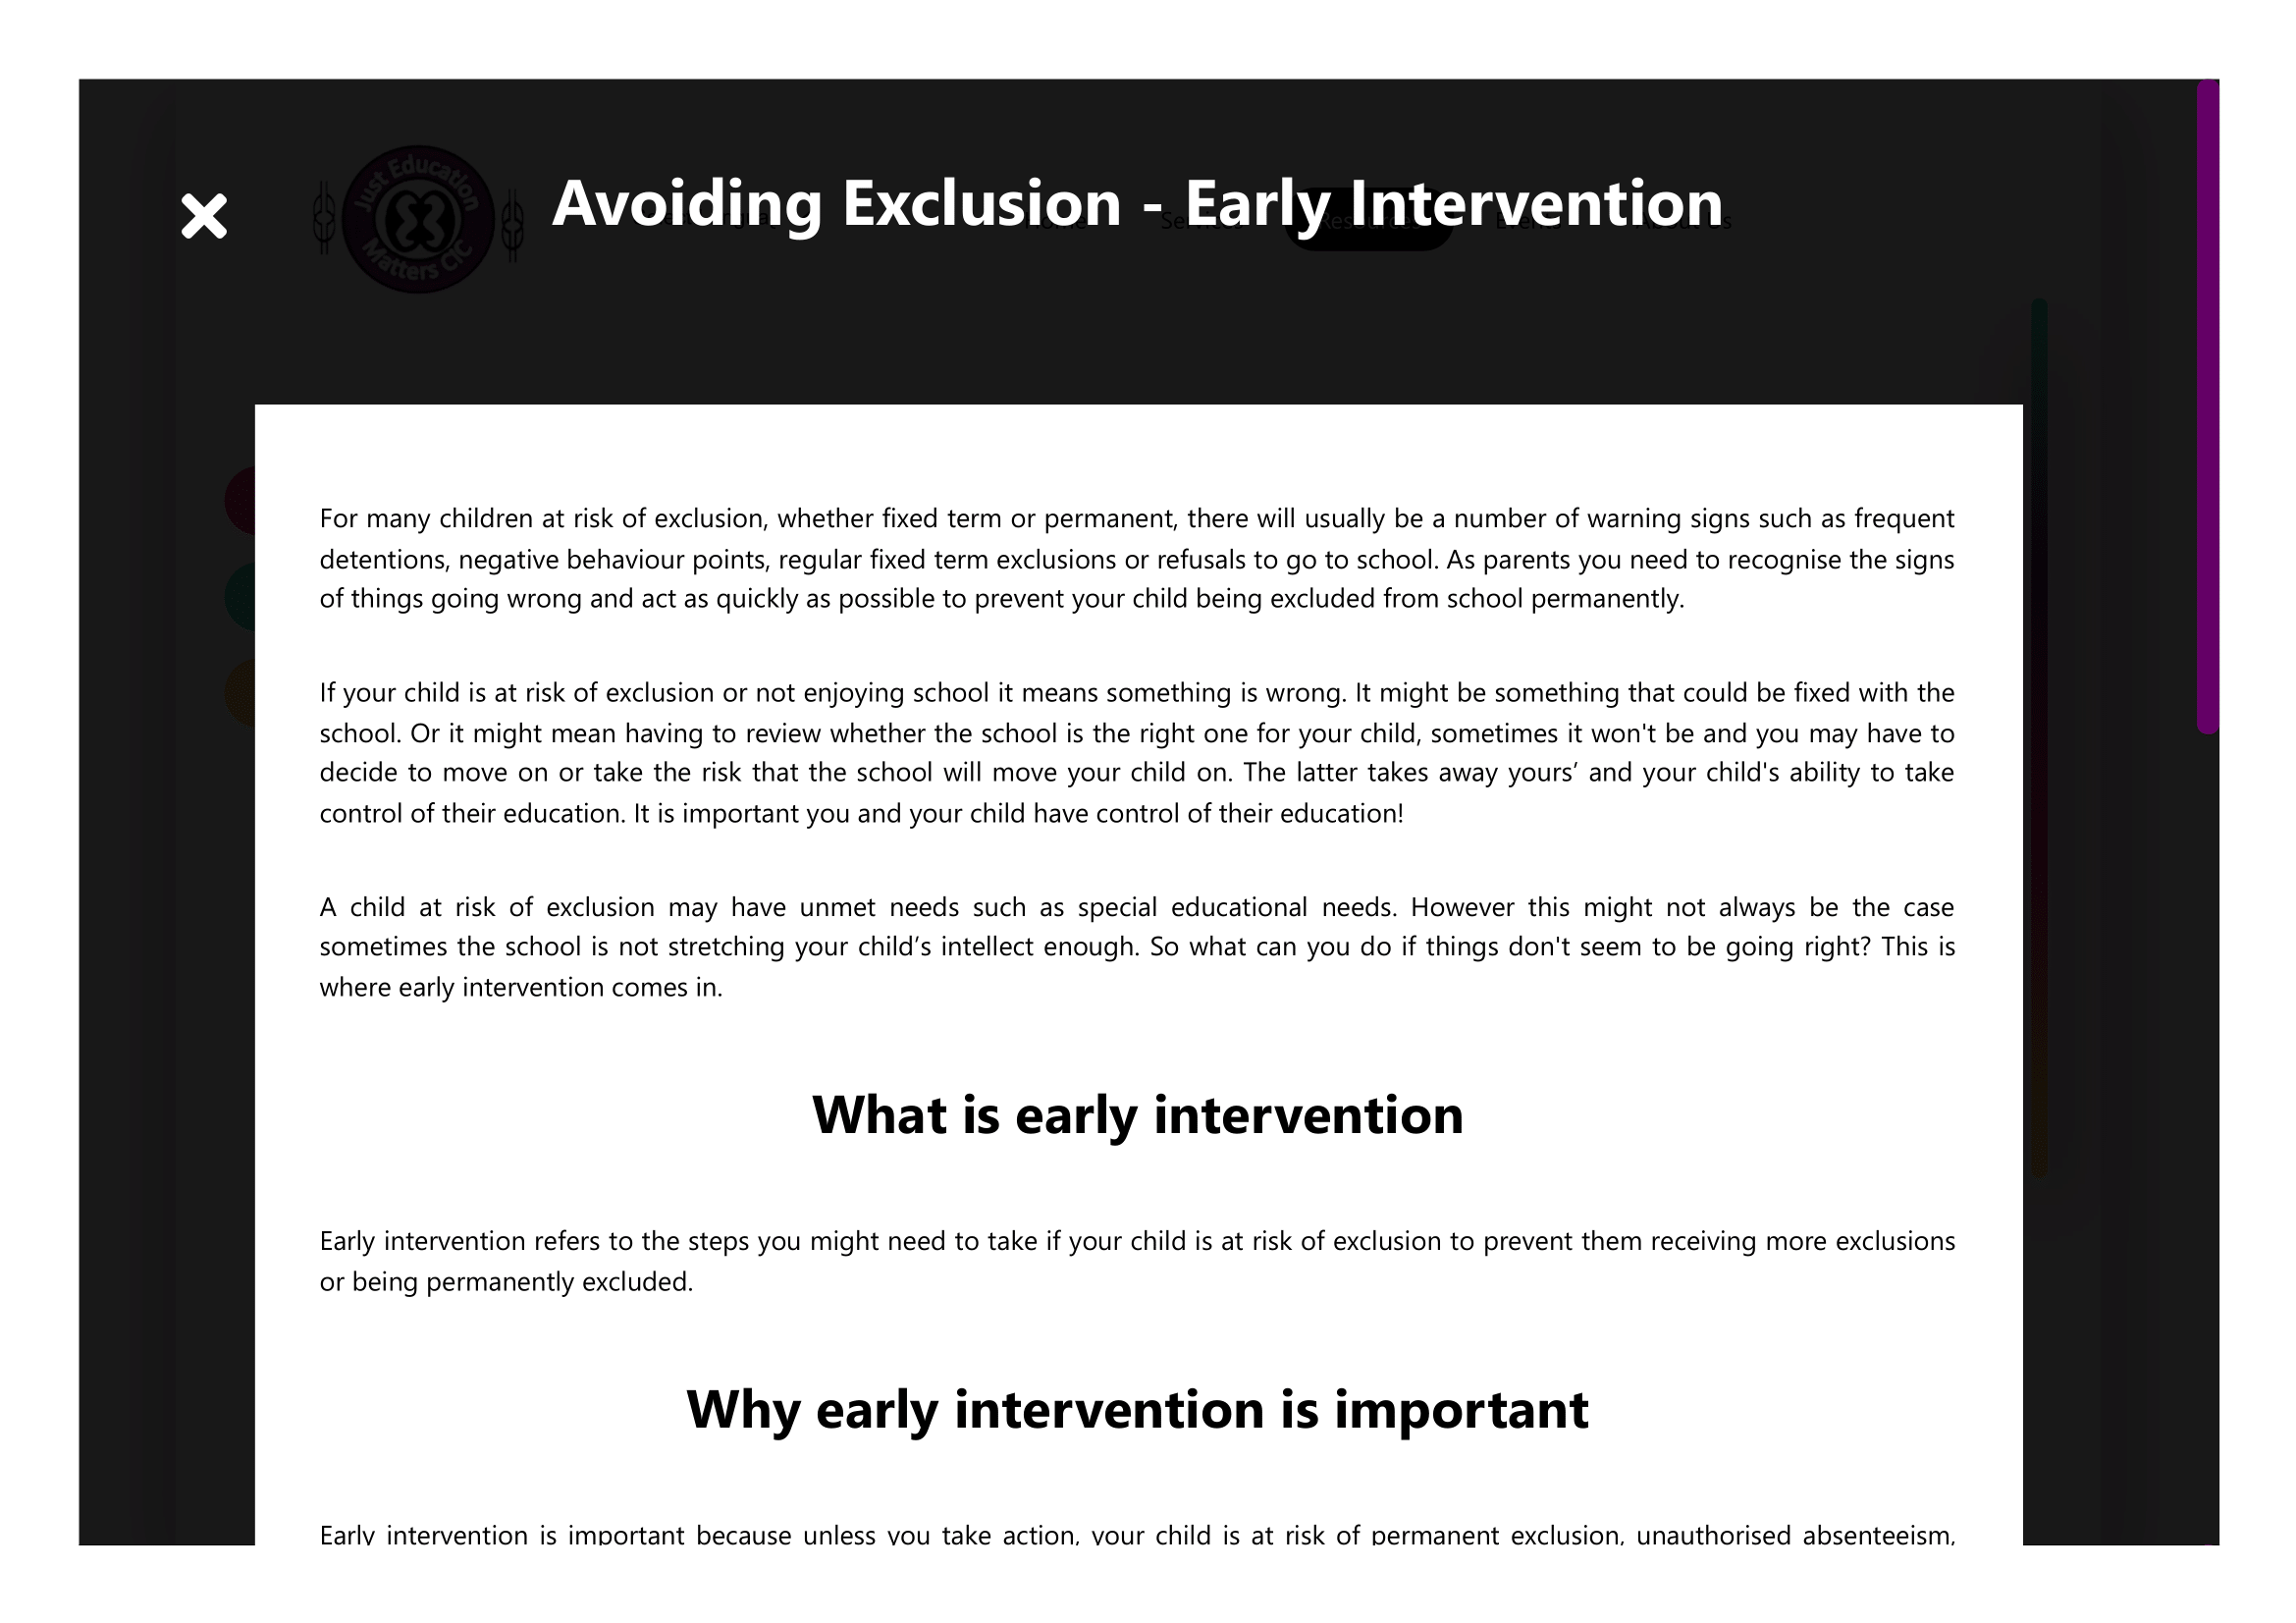 Just Education
Matters CIC
Avoiding Exclusion - Early Intervention
For many children at risk of exclusion, whether fixed term or permanent, there will usually be a number of warning signs such as frequent
detentions, negative behaviour points, regular fixed term exclusions or refusals to go to school. As parents you need to recognise the signs
of things going wrong and act as quickly as possible to prevent your child being excluded from school permanently.
If your child is at risk of exclusion or not enjoying school it means something is wrong. It might be something that could be fixed with the
school. Or it might mean having to review whether the school is the right one for your child, sometimes it won't be and you may have to
decide to move on or take the risk that the school will move your child on. The latter takes away yours’ and your child's ability to take
control of their education. It is important you and your child have control of their education!
A child at risk of exclusion may have unmet needs such as special educational needs. However this might not always be the case
sometimes the school is not stretching your child’s intellect enough. So what can you do if things don't seem to be going right? This is
where early intervention comes in.
What is early intervention
Early intervention refers to the steps you might need to take if your child is at risk of exclusion to prevent them receiving more exclusions
or being permanently excluded.
Why early intervention is important
Early intervention is important because unless you take action, your child is at risk of permanent exclusion, unauthorised absenteeism,